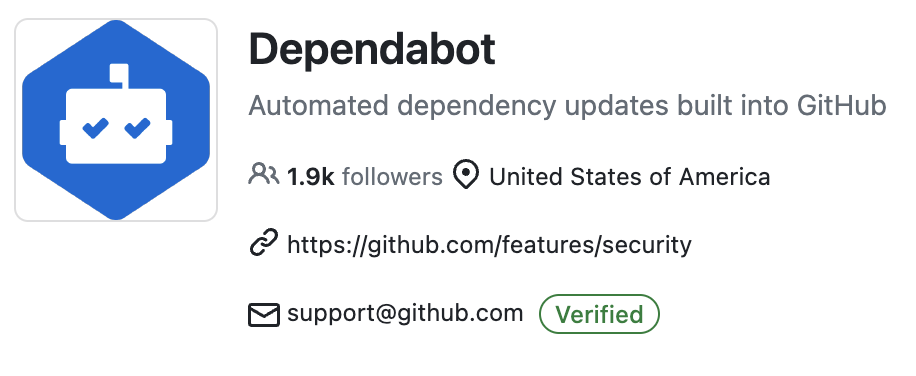 Dependabot
Automated dependency updates built into GitHub
1.9k followers United States of America
https://github.com/features/security
support@github.com Verified